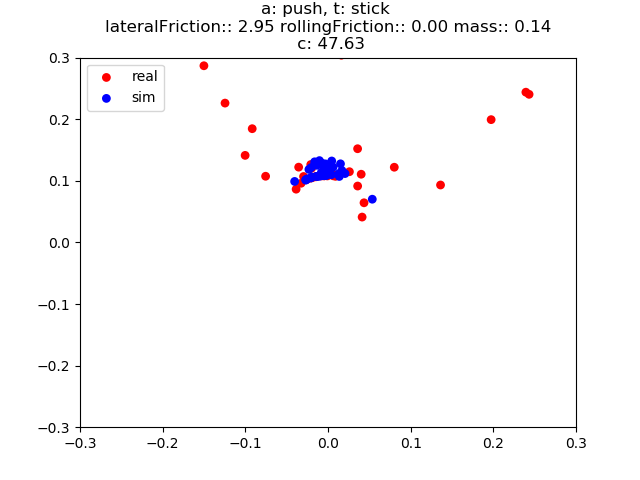 a: push, t: stick
lateralFriction:: 2.95 rollingFriction:: 0.00 mass:: 0.14
c: 47.63
real
sim
0.3
0.2
0.1
0.0
−0.1
−0.2
−0.3
−0.3
−0.2
−0.1
0.0
0.1
0.2
0.3